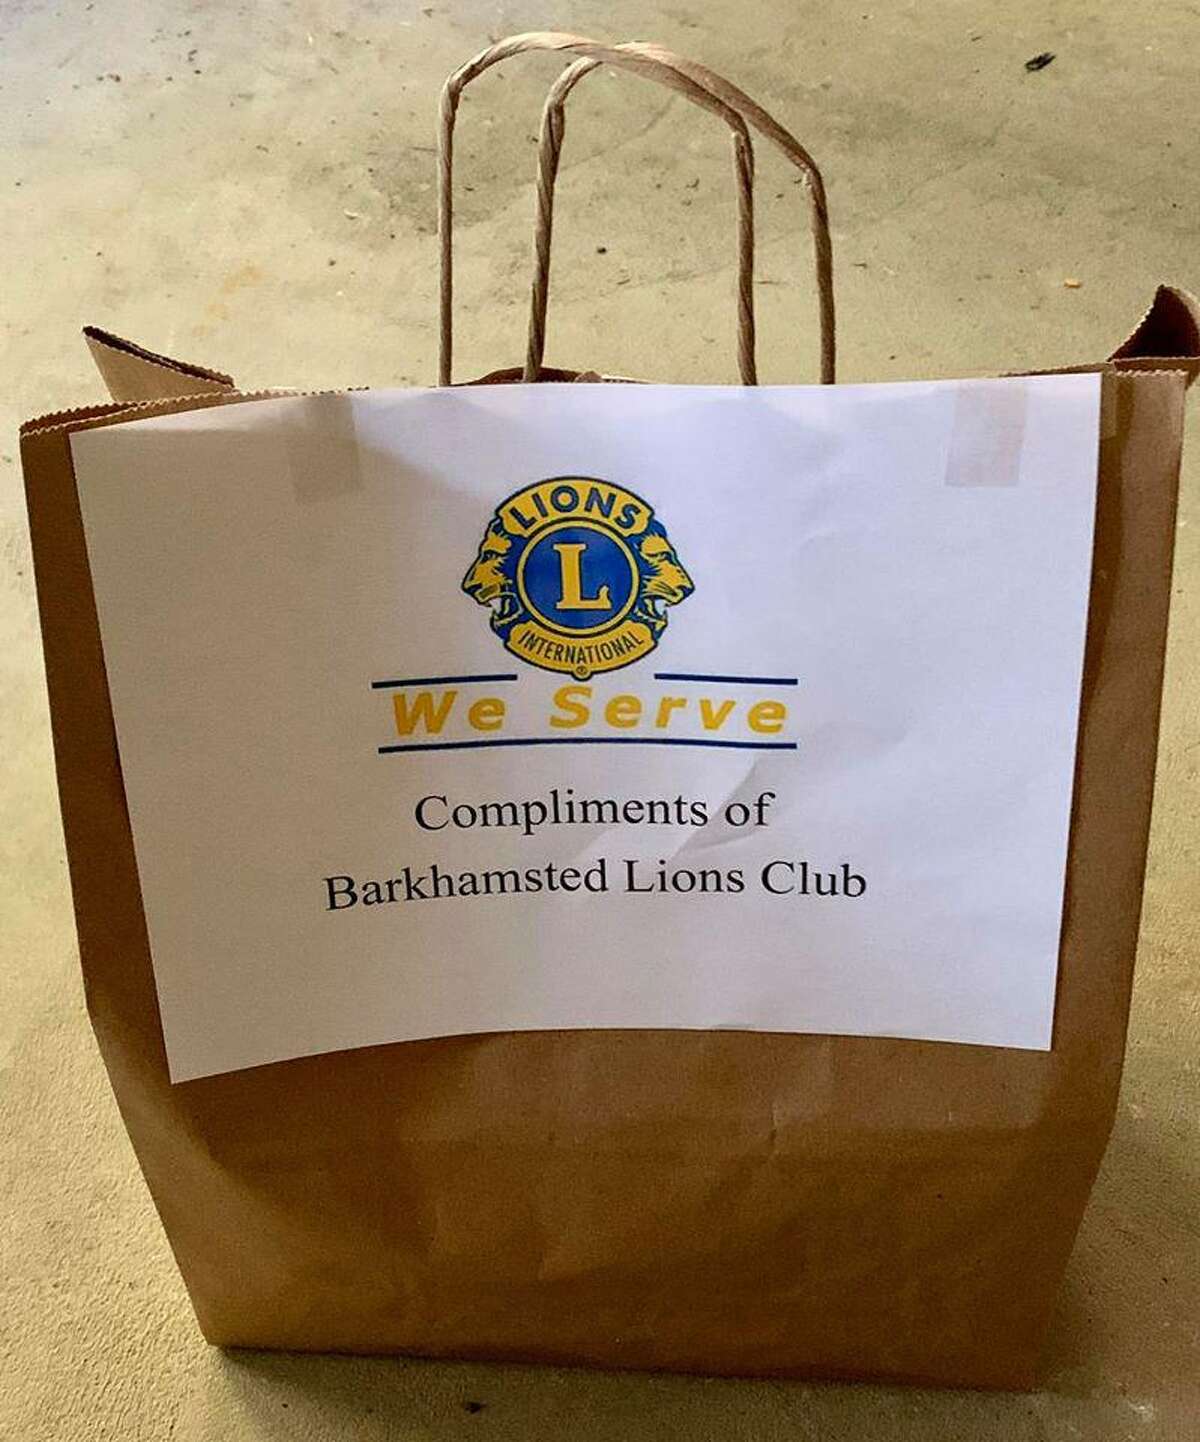 LIONS
L
INTERNATIONAL
®
We Serve
Compliments of
Barkhamsted Lions Club